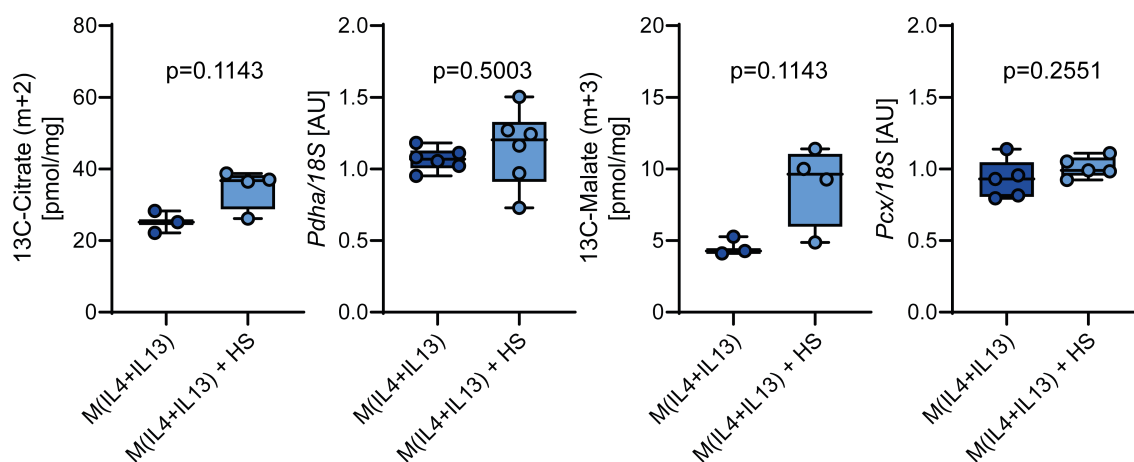 13C-Citrate (m+2)
[pmol/mg]
80
60
40
20
0
p=0.1143
M(IL4+IL13)
M(IL4+IL13) + HS
Pdha/18S [AU]
2.0
1.5
1.0
0.5
0.0
p=0.5003
M(IL4+IL13)
M(IL4+IL13) + HS
13C-Malate (m+3)
[pmol/mg]
15
10
5
0
p=0.1143
M(IL4+IL13)
M(IL4+IL13) + HS
Pcx/18S [AU]
2.0
1.5
1.0
0.5
0.0
p=0.2551
M(IL4+IL13)
M(IL4+IL13) + HS